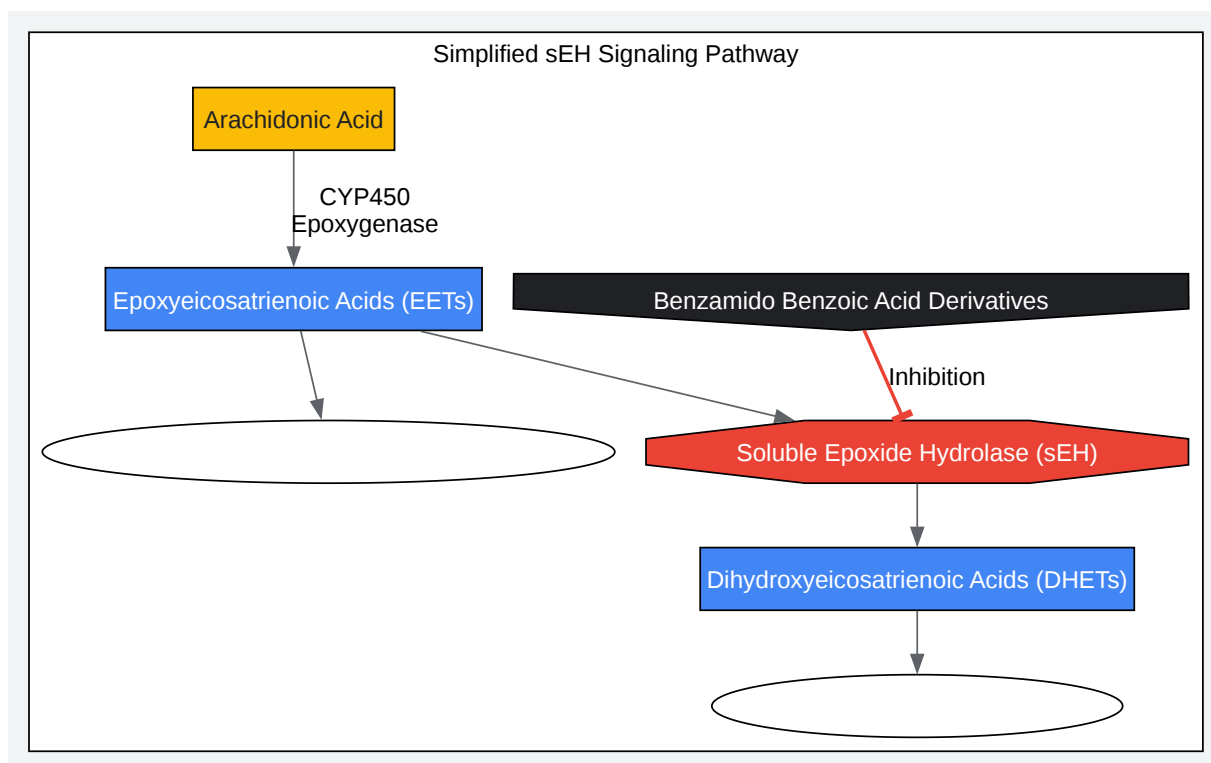 Simplified sEH Signaling Pathway
Arachidonic Acid
CYP450
Epoxygenase
Epoxyeicosatrienoic Acids (EETs)
Benzamido Benzoic Acid Derivatives
Inhibition
Soluble Epoxide Hydrolase (sEH)
Dihydroxyeicosatrienoic Acids (DHETs)